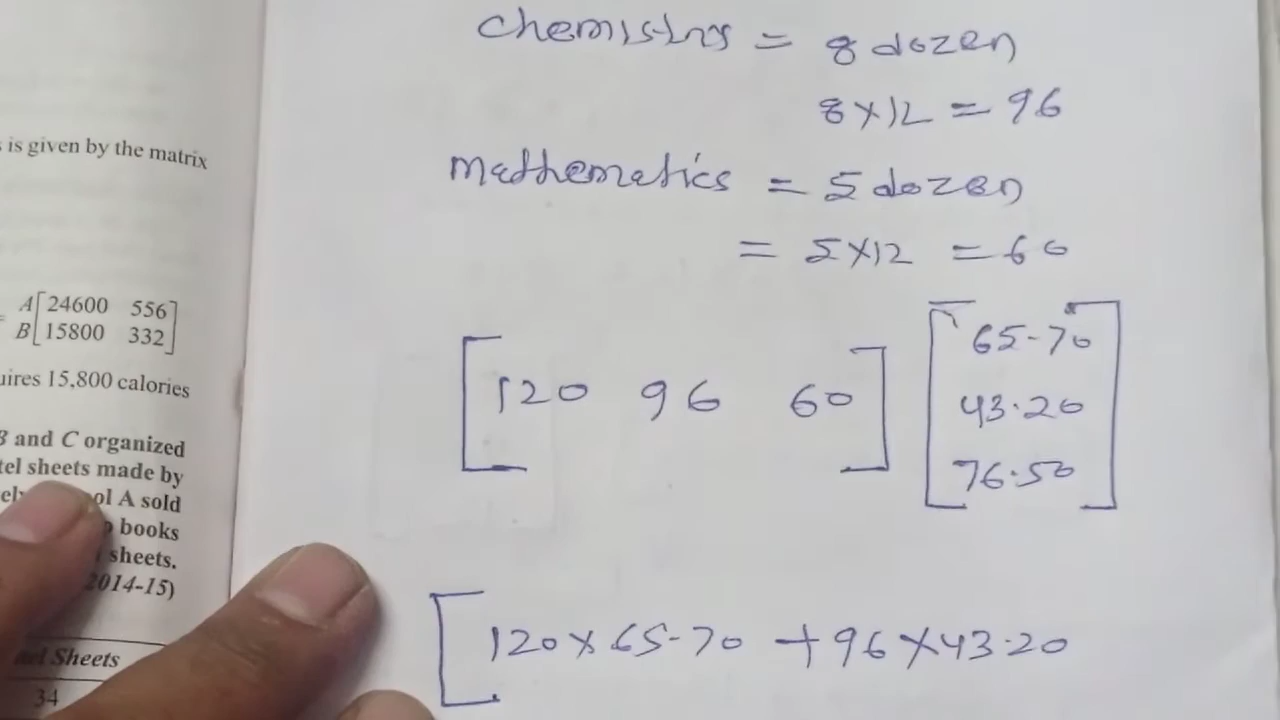 is given by the matrix
A[24600 556]
B[15800 332]
uires 15,800 calories
B and C organized
tel sheets made by
ol A sold
books
sheets.
2014-15)
Sheets
34
Chemistry = 8 dozen
8 × 12 = 96
Mathematics = 5 dozen
= 5 × 12 = 60
[120 96 60] [65.70
43.20
76.50]
[120 × 65.70 + 96 × 43.20